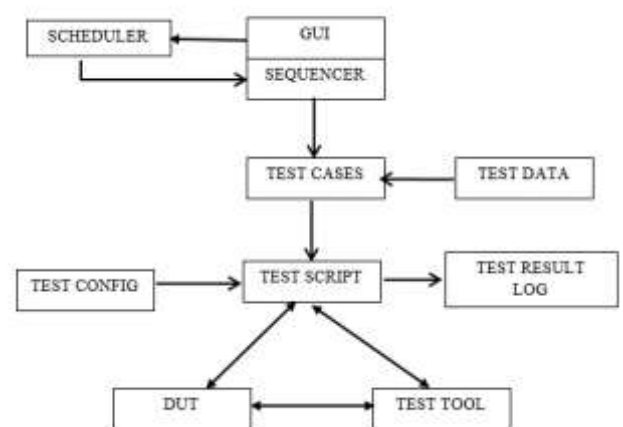 SCHEDULER
GUI
SEQUENCER
TEST CASES
TEST DATA
TEST CONFIG
TEST SCRIPT
TEST RESULT
LOG
DUT
TEST TOOL